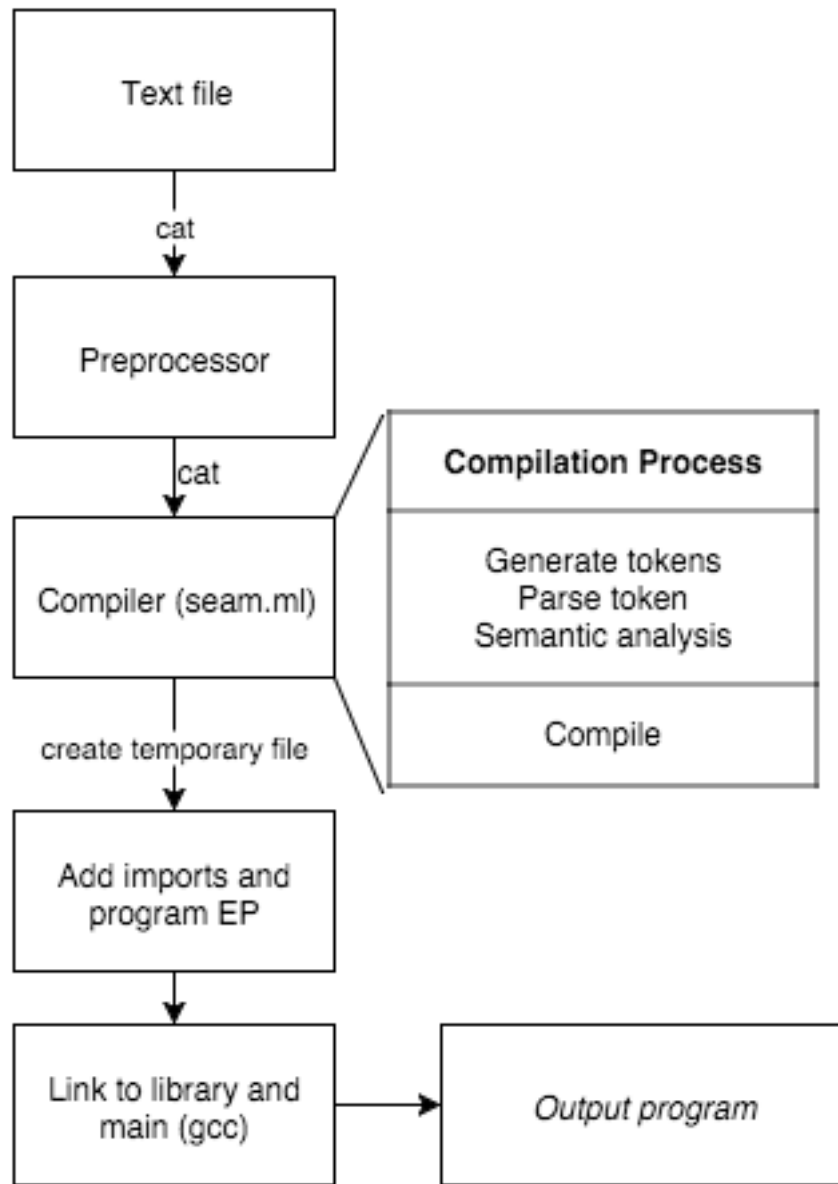 Text file
cat
Preprocessor
cat
Compiler (seam.ml)
Compilation Process
Generate tokens
Parse token
Semantic analysis
Compile
create temporary file
Add imports and
program EP
Link to library and
main (gcc)
Output program